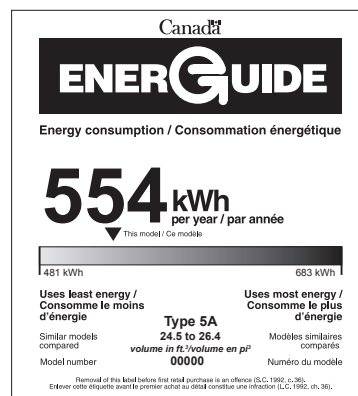 Canada
ENERGUIDE
Energy consumption / Consommation énergétique
554 kWh
per year / par année
This model / Ce modèle
481 kWh 683 kWh
Uses least energy / Uses most energy /
Consomme le moins Consomme le plus
d'énergie d'énergie
Type 5A
Similar models 24.5 to 26.4 Modèles similaires
compared volume in ft.³/volume en pi³ comparés
Model number 00000 Numéro du modèle
Removal of this label before first retail purchase is an offence (S.C. 1992, c. 36).
Enlever cette étiquette avant le premier achat au détail constitue une infraction (L.C. 1992, ch. 36).